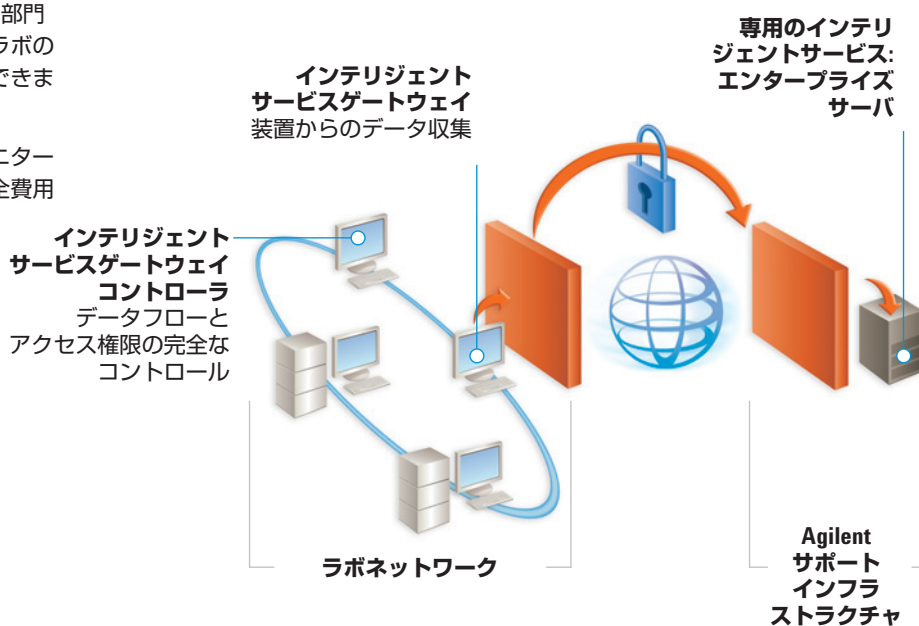 部門
ラボの
できま
ニター
全費用
インテリジェント
サービスゲートウェイ
コントローラ
データフローと
アクセス権限の完全な
コントロール
インテリジェント
サービスゲートウェイ
装置からのデータ収集
専用のインテリ
ジェントサービス:
エンタープライズ
サーバ
ラボネットワーク
Agilent
サポート
インフラ
ストラクチャ